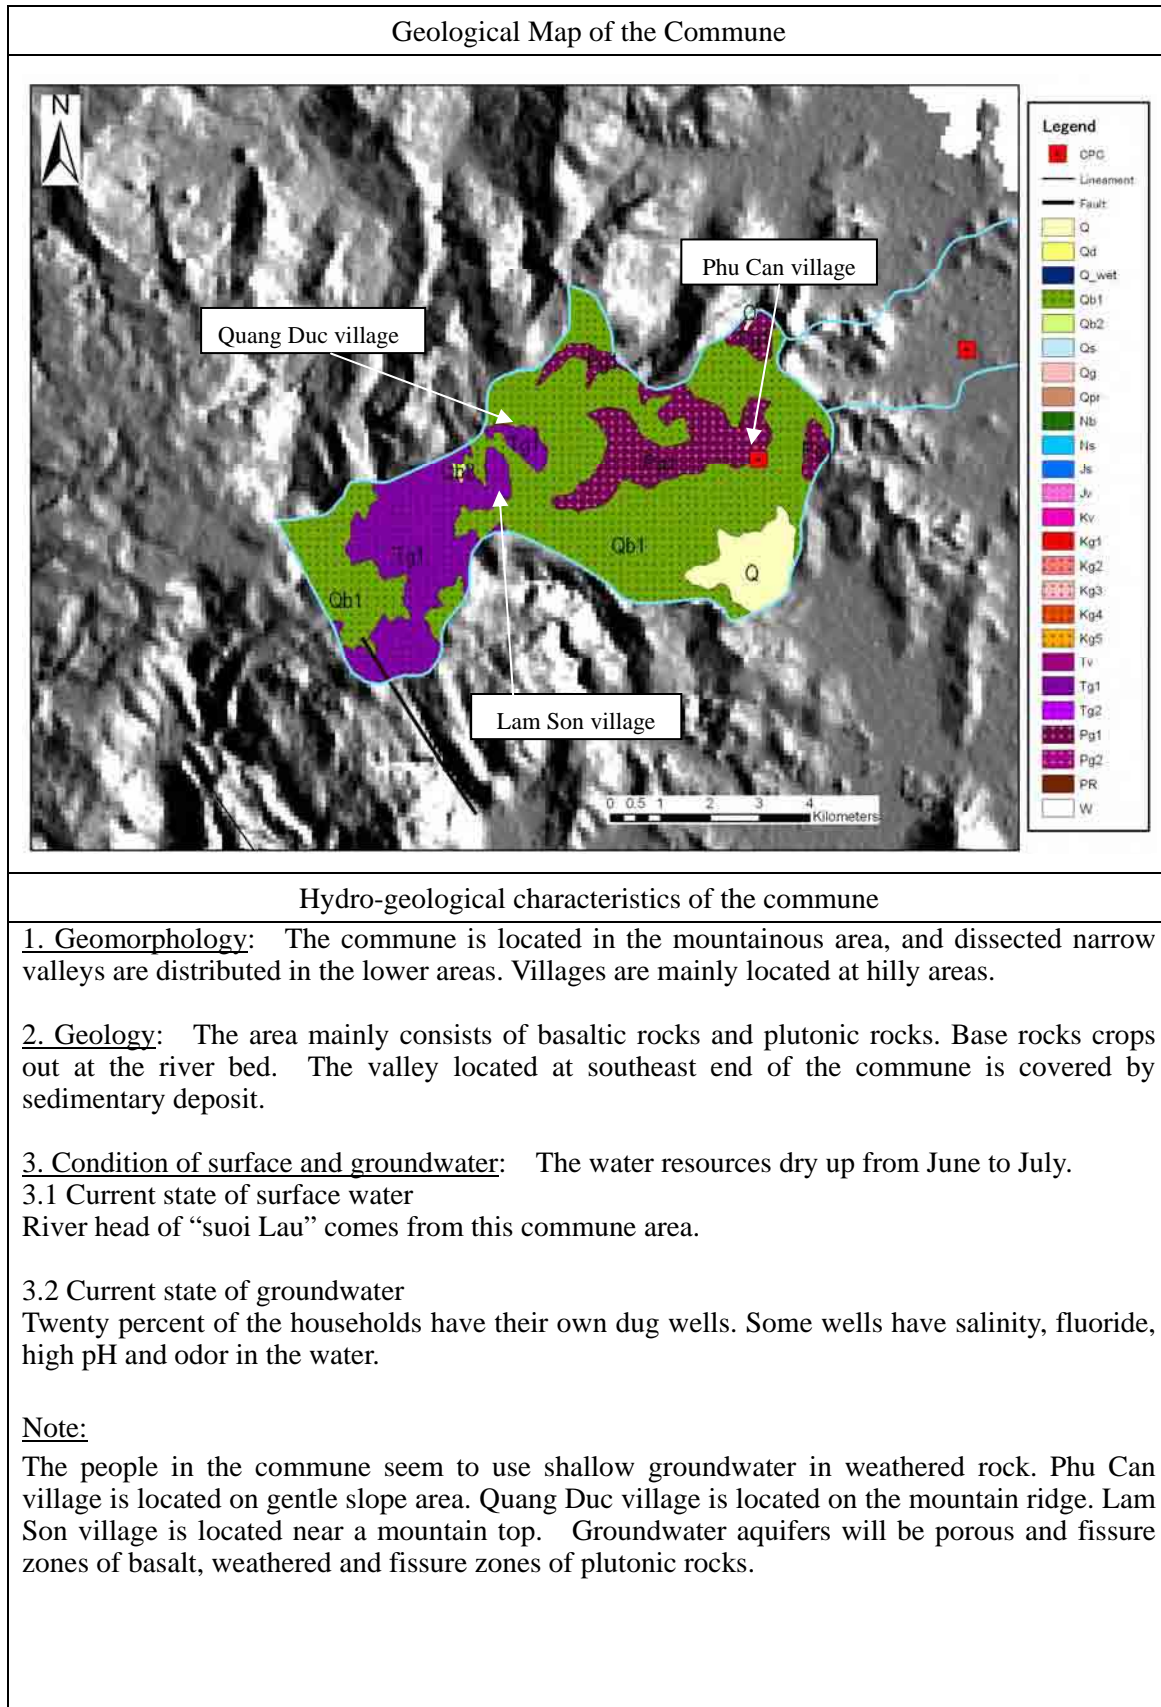 Geological Map of the Commune
N
Legend
CPC
Lineament
Fault
Q
Qd
Q_wet
Qb1
Qb2
Qs
Qg
Qpr
Nb
Ns
Js
Jv
Kv
Kg1
Kg2
Kg3
Kg4
Kg5
Tv
Tg1
Tg2
Pg1
Pg2
PR
W
Phu Can village
Quang Duc village
Q
Tg1
Qb1
Q
Qb1
Lam Son village
0 0.5 1 2 3 4
Kilometers
Hydro-geological characteristics of the commune
1. Geomorphology: The commune is located in the mountainous area, and dissected narrow
valleys are distributed in the lower areas. Villages are mainly located at hilly areas.
2. Geology: The area mainly consists of basaltic rocks and plutonic rocks. Base rocks crops
out at the river bed. The valley located at southeast end of the commune is covered by
sedimentary deposit.
3. Condition of surface and groundwater: The water resources dry up from June to July.
3.1 Current state of surface water
River head of “suoi Lau” comes from this commune area.
3.2 Current state of groundwater
Twenty percent of the households have their own dug wells. Some wells have salinity, fluoride,
high pH and odor in the water.
Note:
The people in the commune seem to use shallow groundwater in weathered rock. Phu Can
village is located on gentle slope area. Quang Duc village is located on the mountain ridge. Lam
Son village is located near a mountain top. Groundwater aquifers will be porous and fissure
zones of basalt, weathered and fissure zones of plutonic rocks.